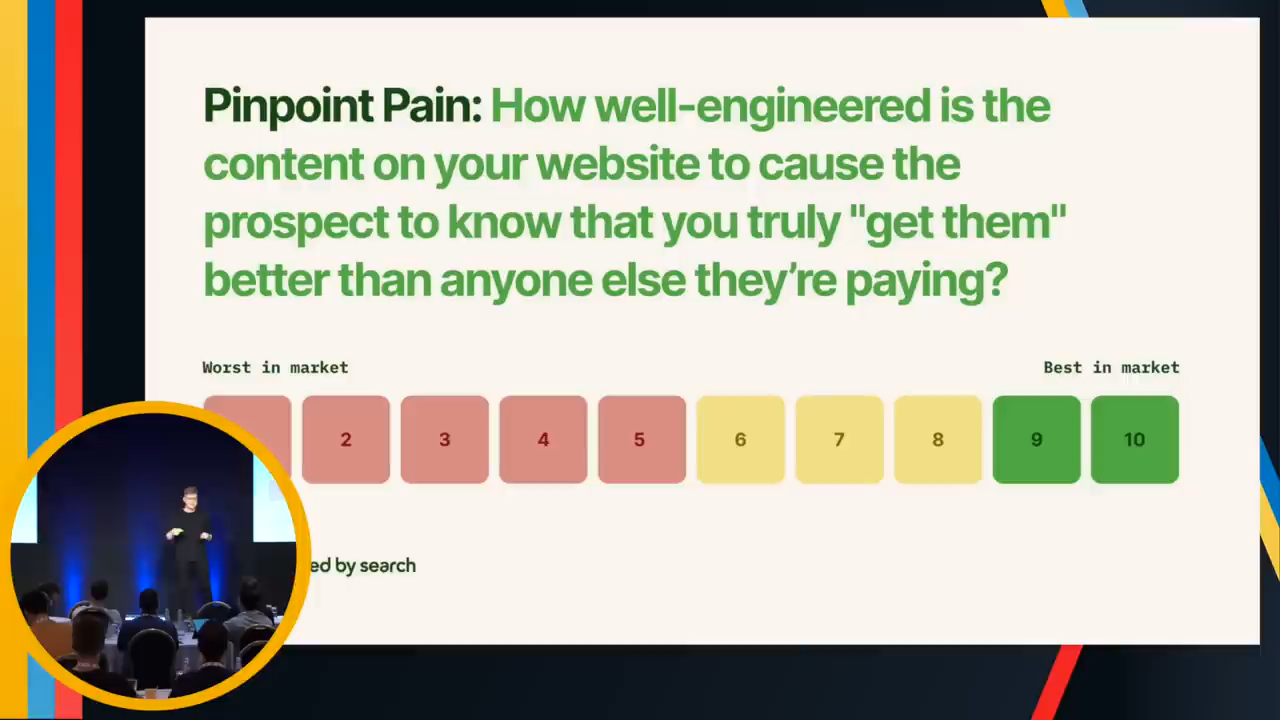 Pinpoint Pain: How well-engineered is the
content on your website to cause the
prospect to know that you truly "get them"
better than anyone else they’re paying?
Worst in market
Best in market
2 3 4 5 6 7 8 9 10
by search